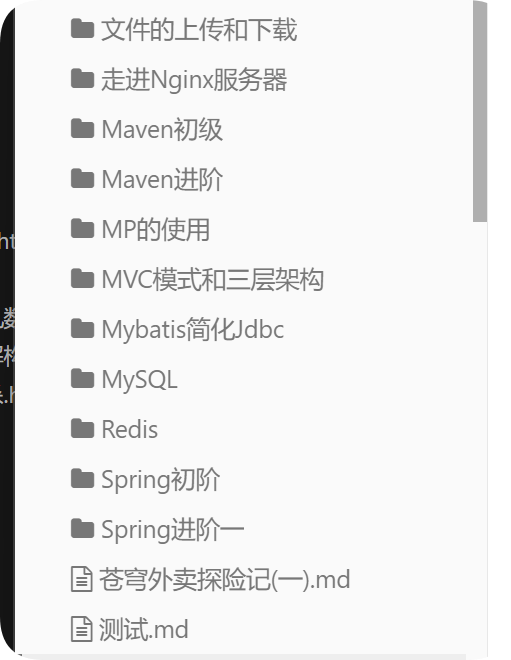 文件的上传和下载
走进Nginx服务器
Maven初级
Maven进阶
MP的使用
MVC模式和三层架构
Mybatis简化Jdbc
MySQL
Redis
Spring初阶
Spring进阶一
苍穹外卖探险记(一).md
测试.md